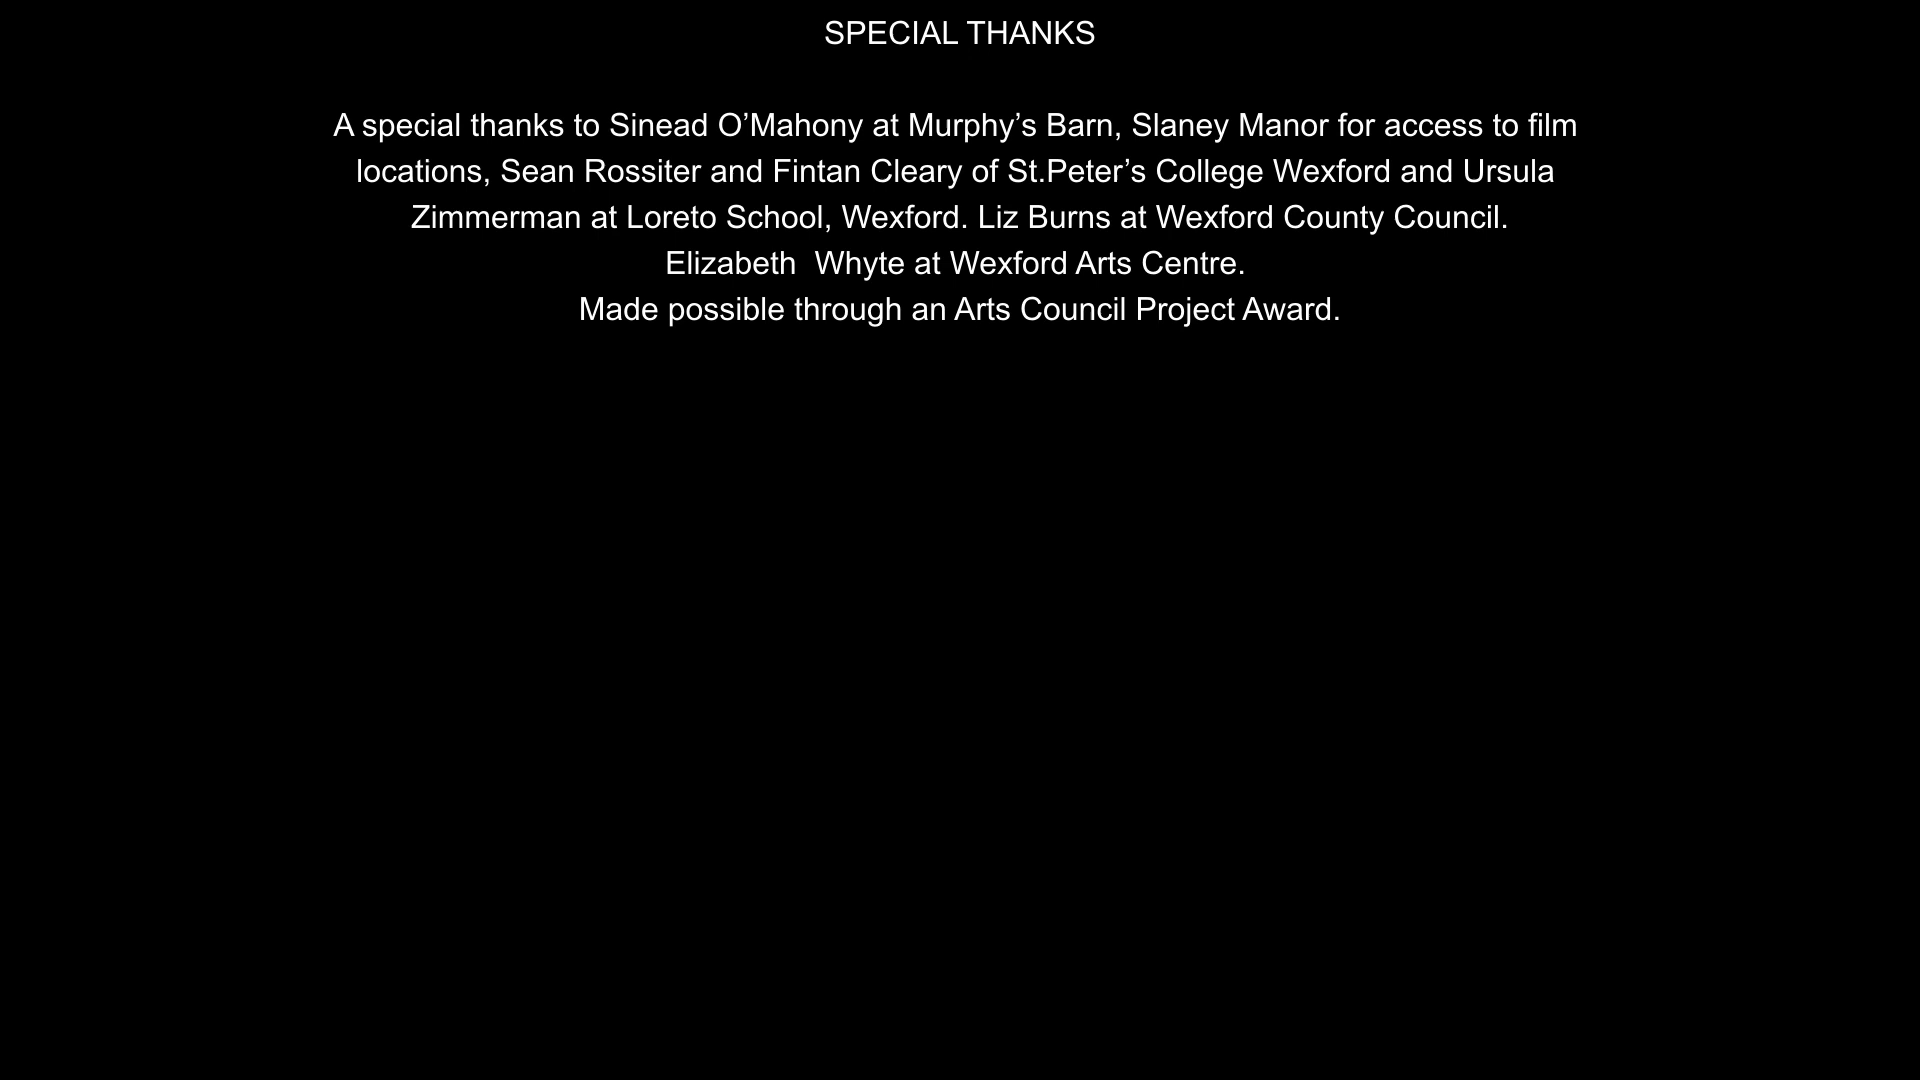 SPECIAL THANKS
A special thanks to Sinead O’Mahony at Murphy’s Barn, Slaney Manor for access to film
locations, Sean Rossiter and Fintan Cleary of St.Peter’s College Wexford and Ursula
Zimmerman at Loreto School, Wexford. Liz Burns at Wexford County Council.
Elizabeth  Whyte at Wexford Arts Centre.
Made possible through an Arts Council Project Award.